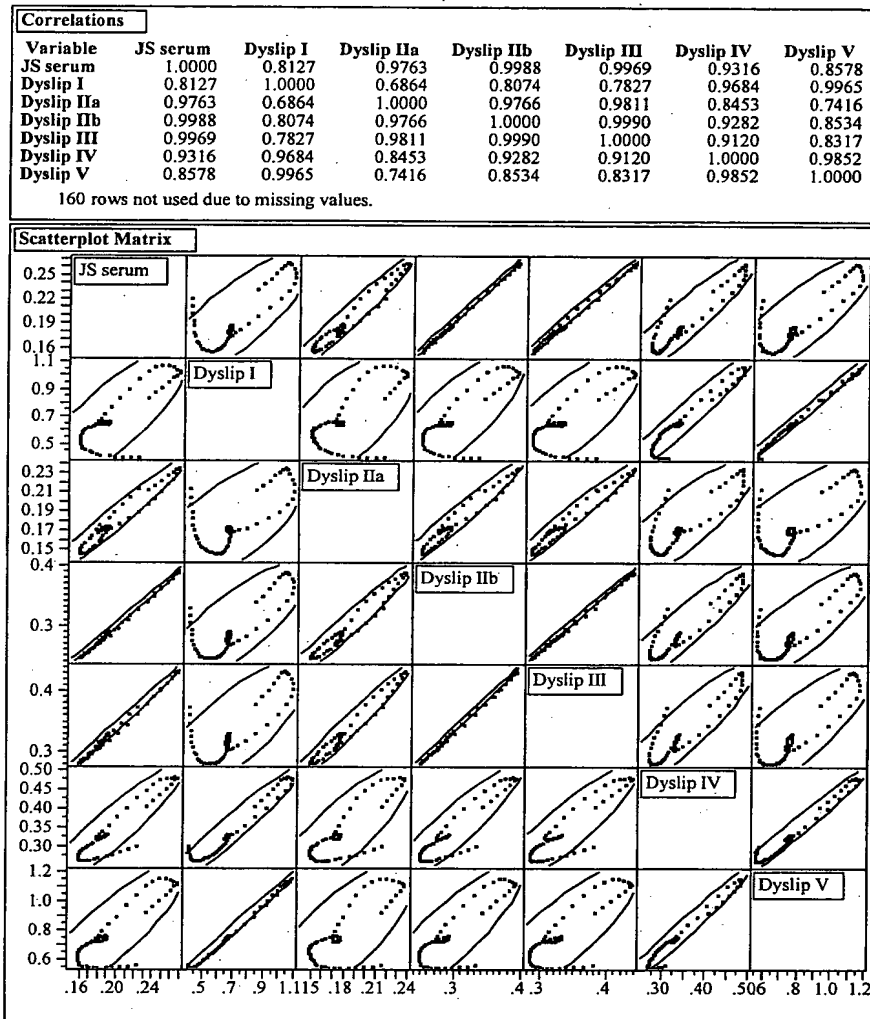 Correlations
Variable JS serum Dyslip I Dyslip IIa Dyslip IIb Dyslip III Dyslip IV Dyslip V
JS serum 1.0000 0.8127 0.9763 0.9988 0.9969 0.9316 0.8578
Dyslip I 0.8127 1.0000 0.6864 0.8074 0.7827 0.9684 0.9965
Dyslip IIa 0.9763 0.6864 1.0000 0.9766 0.9811 0.8453 0.7416
Dyslip IIb 0.9988 0.8074 0.9766 1.0000 0.9990 0.9282 0.8534
Dyslip III 0.9969 0.7827 0.9811 0.9990 1.0000 0.9120 0.8317
Dyslip IV 0.9316 0.9684 0.8453 0.9282 0.9120 1.0000 0.9852
Dyslip V 0.8578 0.9965 0.7416 0.8534 0.8317 0.9852 1.0000
160 rows not used due to missing values.
Scatterplot Matrix
0.25 JS serum
0.22
0.19
0.16
1.1
0.9 Dyslip I
0.7
0.5
0.23 Dyslip IIa
0.21
0.19
0.17
0.15
0.4 Dyslip IIb
0.3
0.4 Dyslip III
0.3
0.50 Dyslip IV
0.45
0.40
0.35
0.30
1.2 Dyslip V
1.0
0.8
0.6
.16 .20 .24 .5 .7 .9 1.1 15 .18 .21 .24 .3 .4 .3 .4 .30 .40 .50 6 .8 1.0 1.2